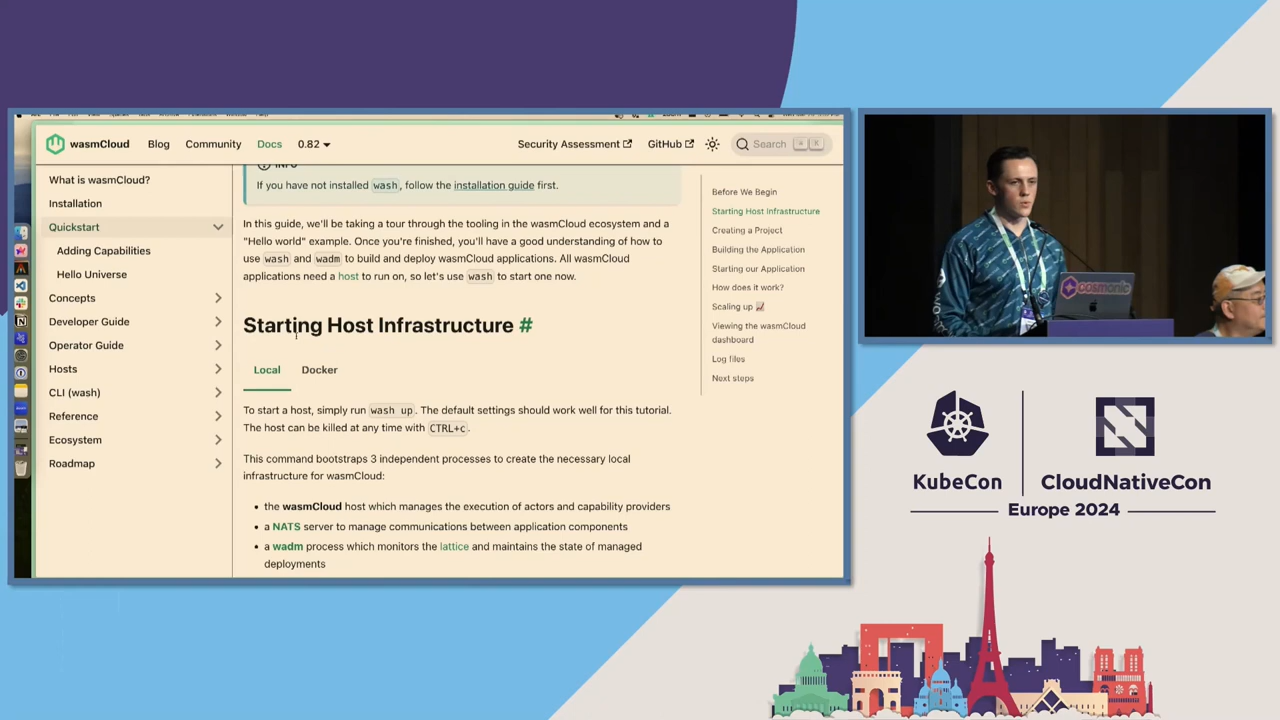 wasmCloud Blog Community Docs 0.82 Security Assessment GitHub Search
What is wasmCloud?
Installation
Quickstart
Adding Capabilities
Hello Universe
Concepts
Developer Guide
Operator Guide
Hosts
CLI (wash)
Reference
Ecosystem
Roadmap
INFO
If you have not installed wash, follow the installation guide first.
In this guide, we'll be taking a tour through the tooling in the wasmCloud ecosystem and a
"Hello world" example. Once you're finished, you'll have a good understanding of how to
use wash and wadm to build and deploy wasmCloud applications. All wasmCloud
applications need a host to run on, so let's use wash to start one now.
Starting Host Infrastructure #
Local Docker
To start a host, simply run wash up. The default settings should work well for this tutorial.
The host can be killed at any time with CTRL+c.
This command bootstraps 3 independent processes to create the necessary local
infrastructure for wasmCloud:
• the wasmCloud host which manages the execution of actors and capability providers
• a NATS server to manage communications between application components
• a wadm process which monitors the lattice and maintains the state of managed
deployments
Before We Begin
Starting Host Infrastructure
Creating a Project
Building the Application
Starting our Application
How does it work?
Scaling up 📈
Viewing the wasmCloud
dashboard
Log files
Next steps
cosmonic
KubeCon
CloudNativeCon
Europe 2024